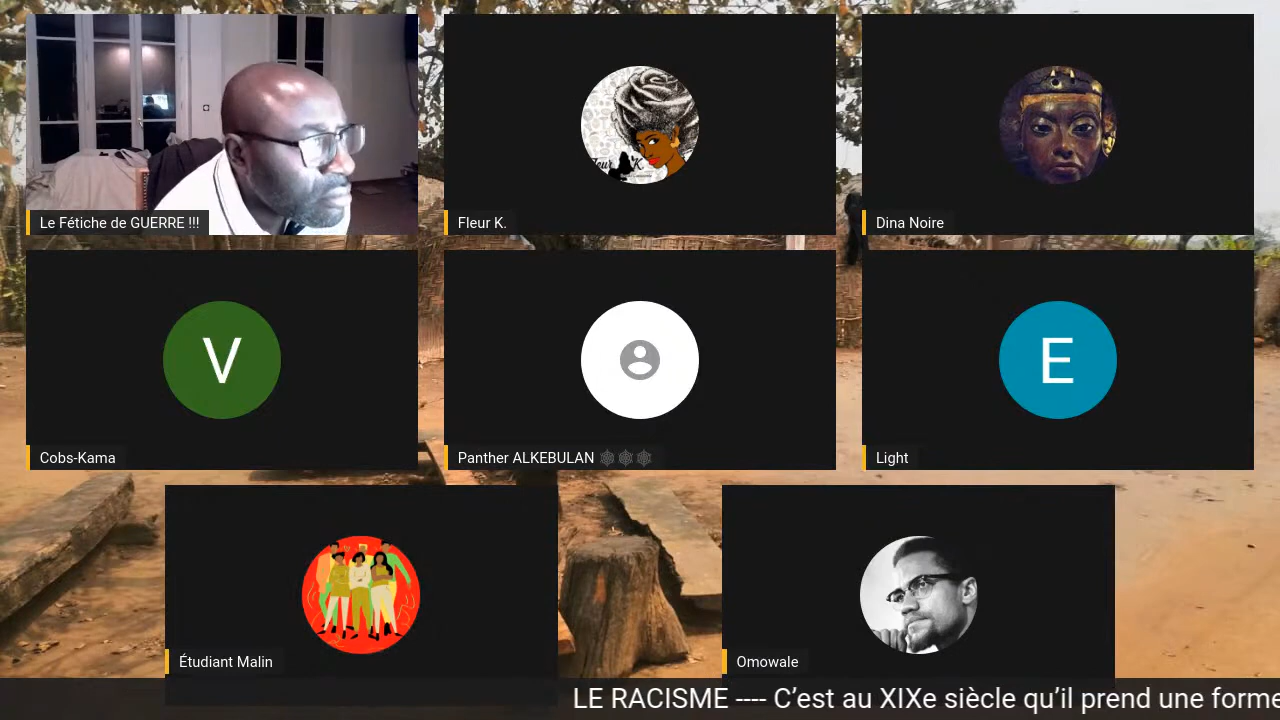 Le Fétiche de GUERRE !!!
Fleur K.
Dina Noire
V
Cobs-Kama
Panther ALKEBULAN 🕸🕸🕸
E
Light
Étudiant Malin
Omowale
LE RACISME ---- C’est au XIXe siècle qu’il prend une forme